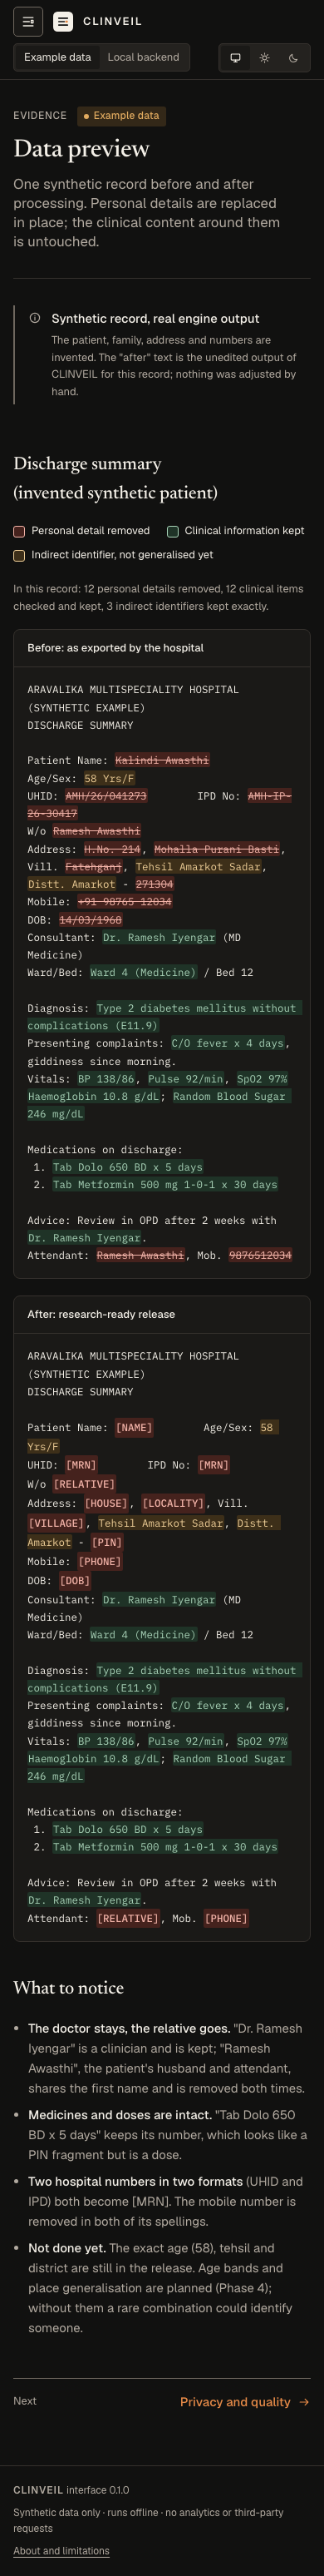 CLINVEIL
Example data Local backend
EVIDENCE Example data
Data preview
One synthetic record before and after
processing. Personal details are replaced
in place; the clinical content around them
is untouched.
Synthetic record, real engine output
The patient, family, address and numbers are
invented. The "after" text is the unedited output of
CLINVEIL for this record; nothing was adjusted by
hand.
Discharge summary
(invented synthetic patient)
Personal detail removed Clinical information kept
Indirect identifier, not generalised yet
In this record: 12 personal details removed, 12 clinical items
checked and kept, 3 indirect identifiers kept exactly.
Before: as exported by the hospital
ARAVALIKA MULTISPECIALITY HOSPITAL
(SYNTHETIC EXAMPLE)
DISCHARGE SUMMARY
Patient Name: Kalindi Awasthi
Age/Sex: 58 Yrs/F
UHID: AMH/26/041273 IPD No: AMH-IP-
26-30417
W/o Ramesh Awasthi
Address: H.No. 214, Mohalla Purani Basti,
Vill. Fatehganj, Tehsil Amarkot Sadar,
Distt. Amarkot - 271304
Mobile: +91 98765 12034
DOB: 14/03/1968
Consultant: Dr. Ramesh Iyengar (MD
Medicine)
Ward/Bed: Ward 4 (Medicine) / Bed 12
Diagnosis: Type 2 diabetes mellitus without
complications (E11.9)
Presenting complaints: C/O fever x 4 days,
giddiness since morning.
Vitals: BP 138/86, Pulse 92/min, SpO2 97%
Haemoglobin 10.8 g/dL; Random Blood Sugar
246 mg/dL
Medications on discharge:
1. Tab Dolo 650 BD x 5 days
2. Tab Metformin 500 mg 1-0-1 x 30 days
Advice: Review in OPD after 2 weeks with
Dr. Ramesh Iyengar.
Attendant: Ramesh Awasthi, Mob. 9876512034
After: research-ready release
ARAVALIKA MULTISPECIALITY HOSPITAL
(SYNTHETIC EXAMPLE)
DISCHARGE SUMMARY
Patient Name: [NAME] Age/Sex: 58
Yrs/F
UHID: [MRN] IPD No: [MRN]
W/o [RELATIVE]
Address: [HOUSE], [LOCALITY], Vill.
[VILLAGE], Tehsil Amarkot Sadar, Distt.
Amarkot - [PIN]
Mobile: [PHONE]
DOB: [DOB]
Consultant: Dr. Ramesh Iyengar (MD
Medicine)
Ward/Bed: Ward 4 (Medicine) / Bed 12
Diagnosis: Type 2 diabetes mellitus without
complications (E11.9)
Presenting complaints: C/O fever x 4 days,
giddiness since morning.
Vitals: BP 138/86, Pulse 92/min, SpO2 97%
Haemoglobin 10.8 g/dL; Random Blood Sugar
246 mg/dL
Medications on discharge:
1. Tab Dolo 650 BD x 5 days
2. Tab Metformin 500 mg 1-0-1 x 30 days
Advice: Review in OPD after 2 weeks with
Dr. Ramesh Iyengar.
Attendant: [RELATIVE], Mob. [PHONE]
What to notice
• The doctor stays, the relative goes. "Dr. Ramesh
Iyengar" is a clinician and is kept; "Ramesh
Awasthi", the patient's husband and attendant,
shares the first name and is removed both times.
• Medicines and doses are intact. "Tab Dolo 650
BD x 5 days" keeps its number, which looks like a
PIN fragment but is a dose.
• Two hospital numbers in two formats (UHID and
IPD) both become [MRN]. The mobile number is
removed in both of its spellings.
• Not done yet. The exact age (58), tehsil and
district are still in the release. Age bands and
place generalisation are planned (Phase 4);
without them a rare combination could identify
someone.
Next Privacy and quality →
CLINVEIL interface 0.1.0
Synthetic data only · runs offline · no analytics or third-party
requests
About and limitations